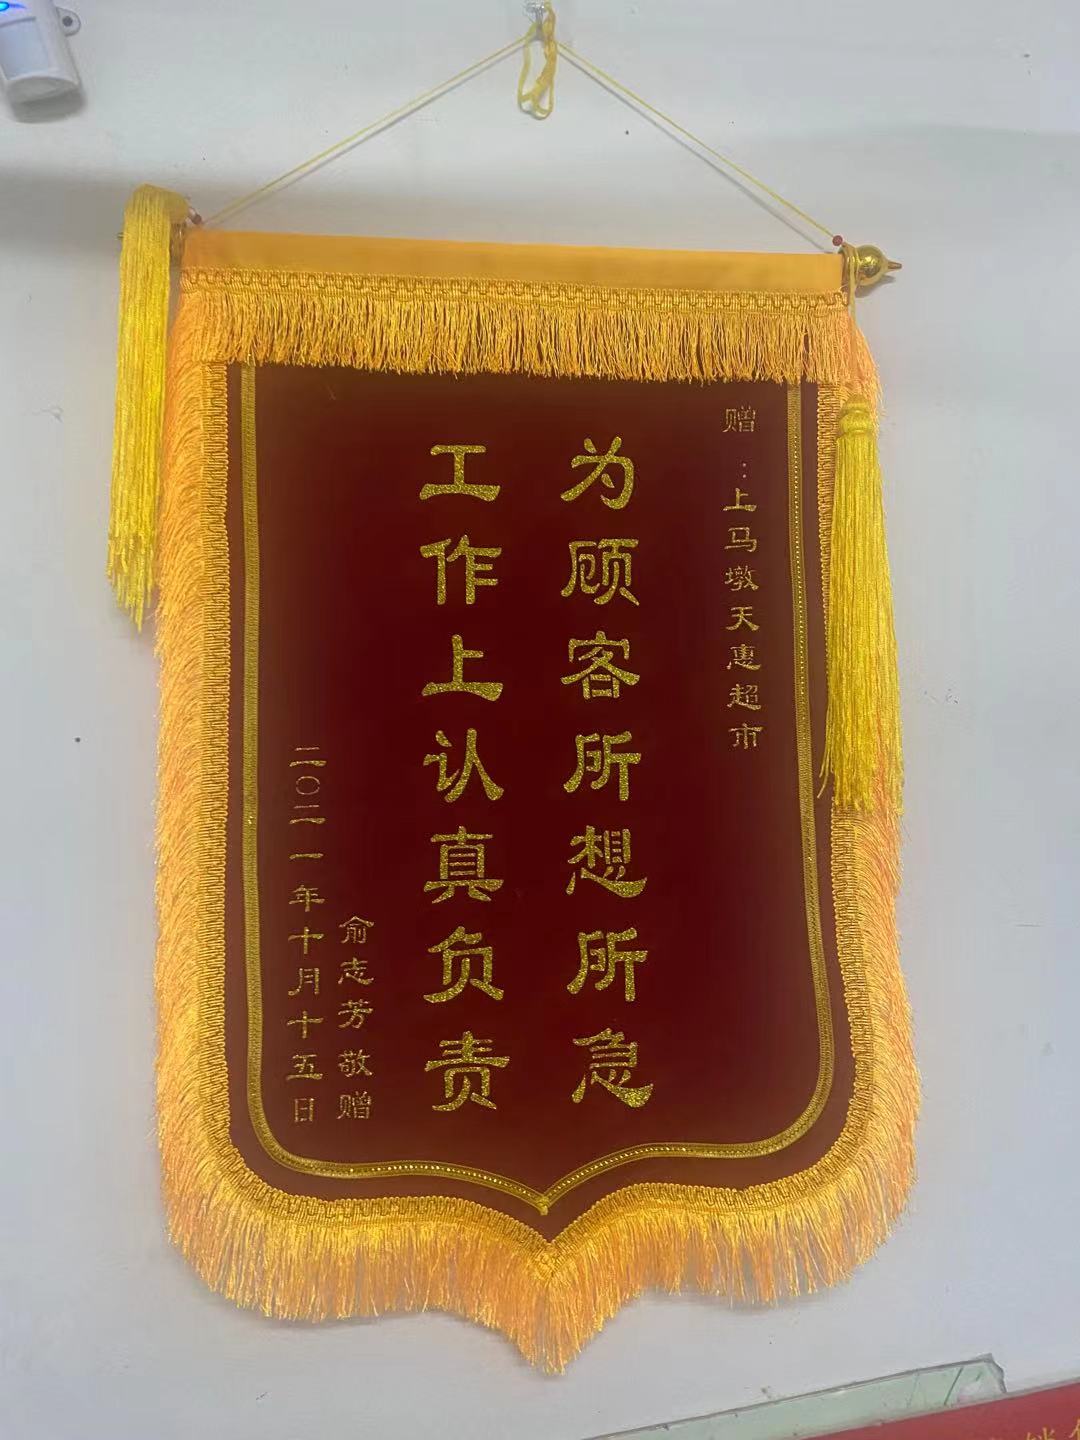 赠：上马墩天惠超市
为顾客所想所急
工作上认真负责
俞志芳敬赠
二〇二一年十月十五日